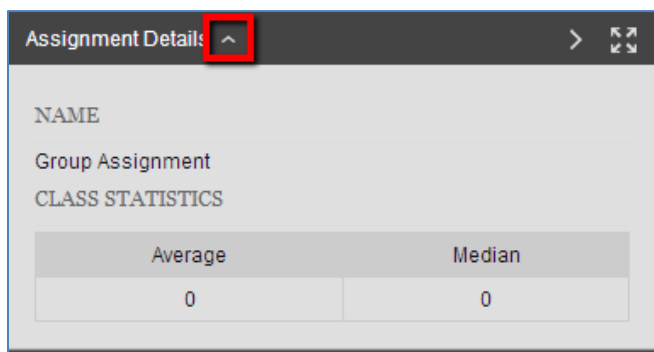 Assignment Details
NAME
Group Assignment
CLASS STATISTICS
Average Median
0 0